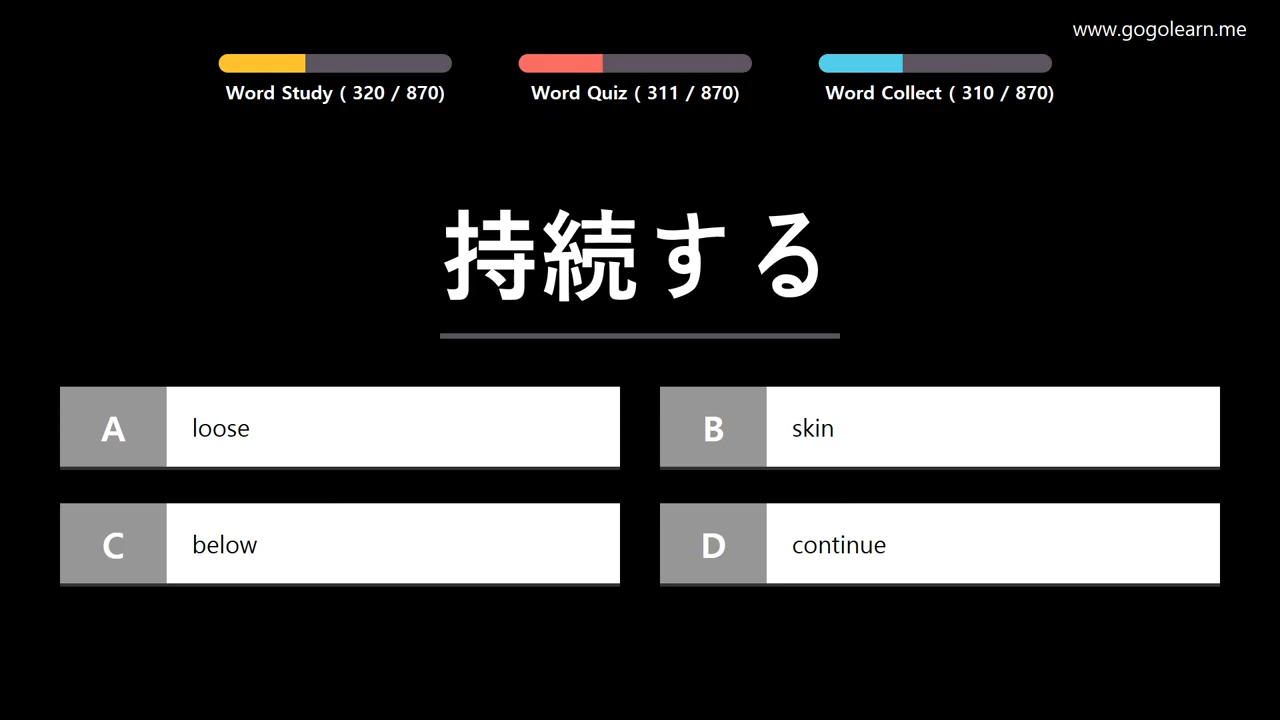 www.gogolearn.me
Word Study ( 320 / 870)
Word Quiz ( 311 / 870)
Word Collect ( 310 / 870)
持続する
A loose
B skin
C below
D continue